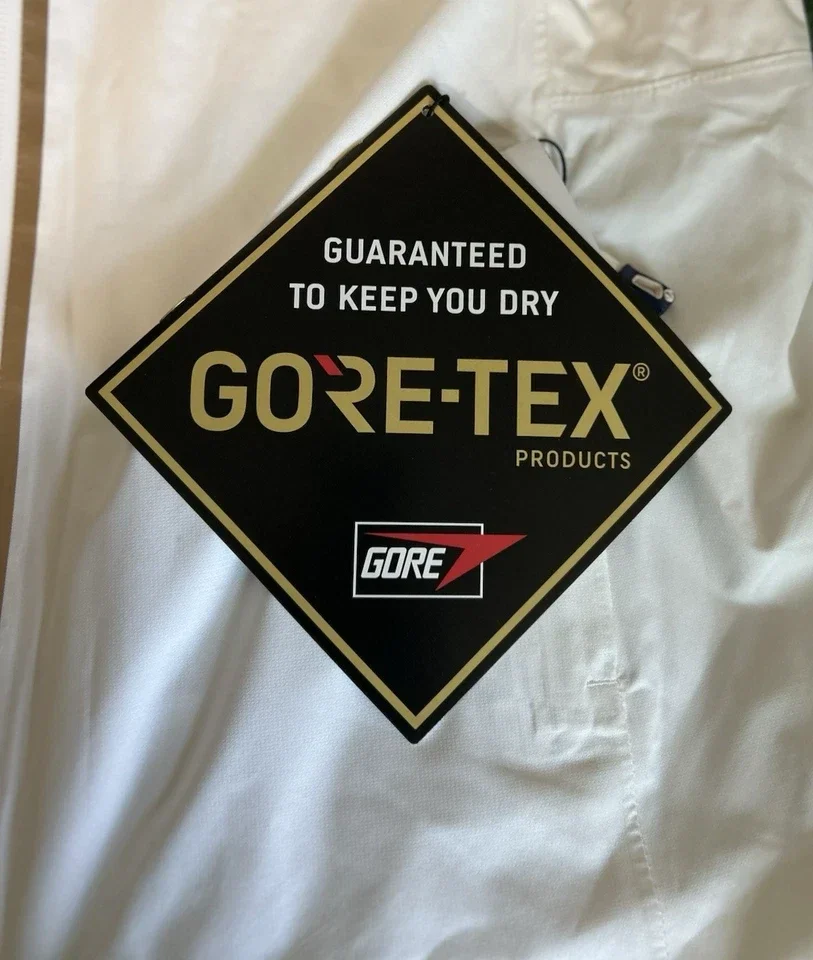 GUARANTEED
TO KEEP YOU DRY
GORE-TEX®
PRODUCTS
GORE